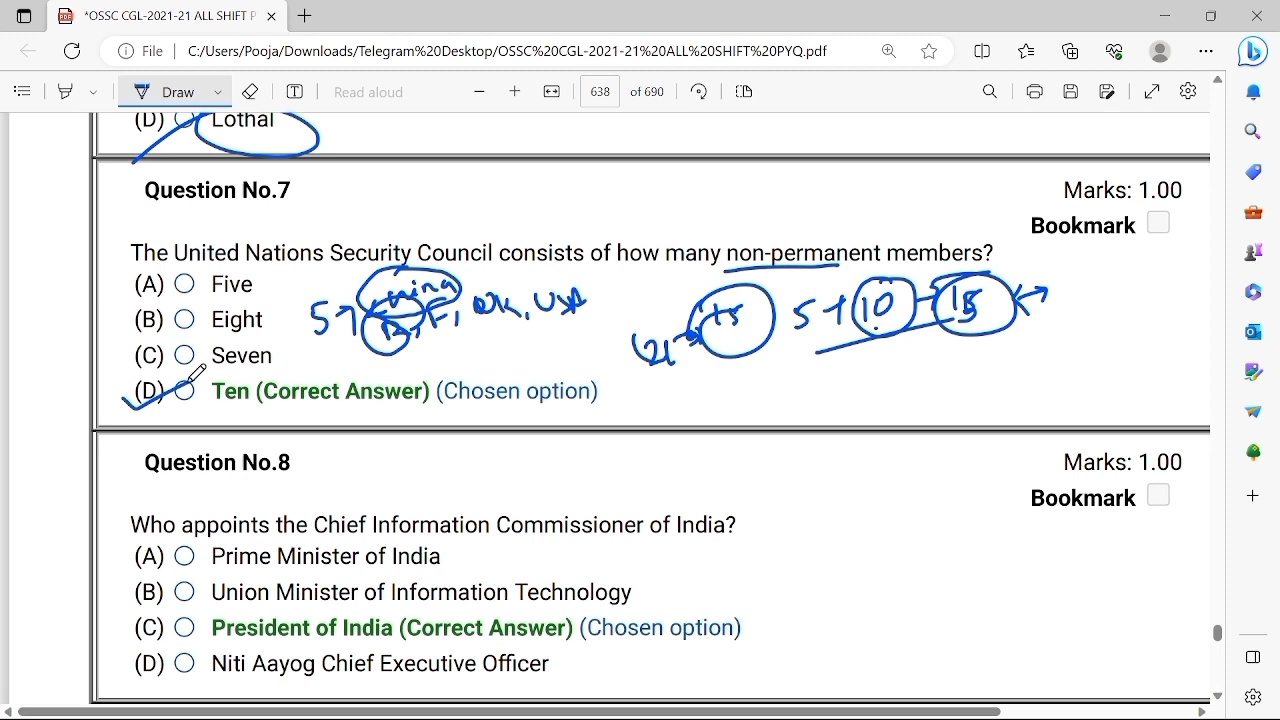 *OSSC CGL-2021-21 ALL SHIFT P
File
C:/Users/Pooja/Downloads/Telegram%20Desktop/OSSC%20CGL-2021-21%20ALL%20SHIFT%20PYQ.pdf
Draw
Read aloud
638 of 690
(D) Lothal
Question No.7
Marks: 1.00
Bookmark
The United Nations Security Council consists of how many non-permanent members?
(A) Five
(B) Eight
(C) Seven
(D) Ten (Correct Answer) (Chosen option)
5 UK, USA
15 5+10 15
Question No.8
Marks: 1.00
Bookmark
Who appoints the Chief Information Commissioner of India?
(A) Prime Minister of India
(B) Union Minister of Information Technology
(C) President of India (Correct Answer) (Chosen option)
(D) Niti Aayog Chief Executive Officer